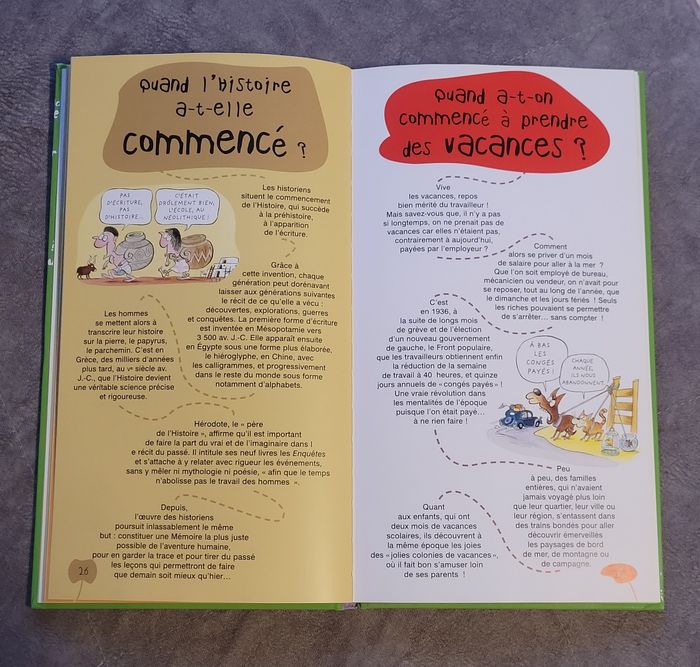 Quand l'Histoire
a-t-elle
commencé ?
PAS
D'ÉCRITURE,
PAS
D'HISTOIRE...
C'ÉTAIT
DRÔLEMENT BIEN,
L'ÉCOLE, AU
NÉOLITHIQUE !
Les historiens
situent le commencement
de l'Histoire, qui succède
à la préhistoire,
à l'apparition
de l'écriture.
Grâce à
cette invention, chaque
génération peut dorénavant
laisser aux générations suivantes
le récit de ce qu'elle a vécu :
découvertes, explorations, guerres
et conquêtes. La première forme d'écriture
est inventée en Mésopotamie vers
3 500 av. J.-C. Elle apparaît ensuite
en Égypte sous une forme plus élaborée,
le hiéroglyphe, en Chine, avec
les calligrammes, et progressivement
dans le reste du monde sous forme
notamment d'alphabets.
Les hommes
se mettent alors à
transcrire leur histoire
sur la pierre, le papyrus,
le parchemin. C'est en
Grèce, des milliers d'années
plus tard, au Ve siècle av.
J.-C., que l'Histoire devient
une véritable science précise
et rigoureuse.
Hérodote, le « père
de l'Histoire », affirme qu'il est important
de faire la part du vrai et de l'imaginaire dans l
e récit du passé. Il intitule ses neuf livres les Enquêtes
et s'attache à y relater avec rigueur les événements,
sans y mêler ni mythologie ni poésie, « afin que le temps
n'abolisse pas le travail des hommes ».
Depuis,
l'œuvre des historiens
poursuit inlassablement le même
but : constituer une Mémoire la plus juste
possible de l'aventure humaine,
pour en garder la trace et pour tirer du passé
les leçons qui permettront de faire
que demain soit mieux qu'hier...
26
Quand a-t-on
commencé à prendre
des vacances ?
Vive
les vacances, repos
bien mérité du travailleur !
Mais savez-vous que, il n'y a pas
si longtemps, on ne prenait pas de
vacances car elles n'étaient pas,
contrairement à aujourd'hui,
payées par l'employeur ?
Comment
alors se priver d'un mois
de salaire pour aller à la mer ?
Que l'on soit employé de bureau,
mécanicien ou vendeur, on n'avait pour
se reposer, tout au long de l'année, que
le dimanche et les jours fériés ! Seuls
les riches pouvaient se permettre
de s'arrêter... sans compter !
C'est
en 1936, à
la suite de longs mois
de grève et de l'élection
d'un nouveau gouvernement
de gauche, le Front populaire,
que les travailleurs obtiennent enfin
la réduction de la semaine
de travail à 40 heures, et quinze
jours annuels de « congés payés » !
Une vraie révolution dans
les mentalités de l'époque
puisque l'on était payé...
à ne rien faire !
À BAS
LES
CONGÉS
PAYÉS !
CHAQUE
ANNÉE,
ILS NOUS
ABANDONNENT
Peu
à peu, des familles
entières, qui n'avaient
jamais voyagé plus loin
que leur quartier, leur ville ou
leur région, s'entassent dans
des trains bondés pour aller
découvrir émerveillés
les paysages de bord
de mer, de montagne ou
de campagne.
Quant
aux enfants, qui ont
deux mois de vacances
scolaires, ils découvrent à
la même époque les joies
des « jolies colonies de vacances »,
où il fait bon s'amuser loin
de ses parents !